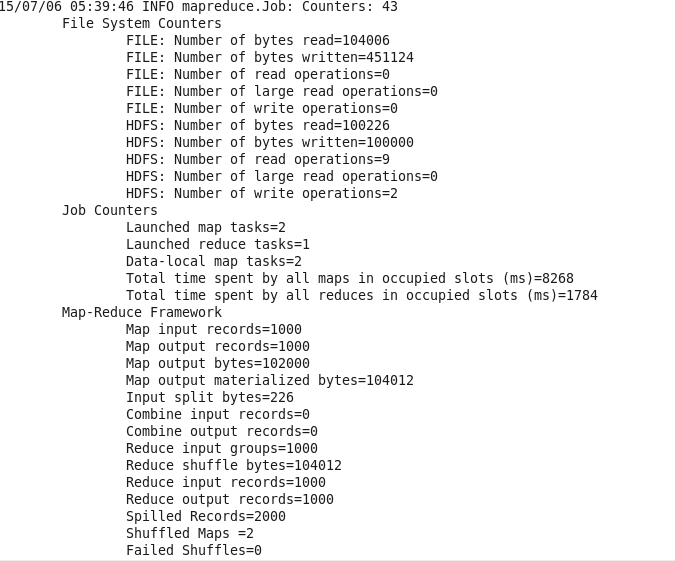 15/07/06 05:39:46 INFO mapreduce.Job: Counters: 43
File System Counters
FILE: Number of bytes read=104006
FILE: Number of bytes written=451124
FILE: Number of read operations=0
FILE: Number of large read operations=0
FILE: Number of write operations=0
HDFS: Number of bytes read=100226
HDFS: Number of bytes written=100000
HDFS: Number of read operations=9
HDFS: Number of large read operations=0
HDFS: Number of write operations=2
Job Counters
Launched map tasks=2
Launched reduce tasks=1
Data-local map tasks=2
Total time spent by all maps in occupied slots (ms)=8268
Total time spent by all reduces in occupied slots (ms)=1784
Map-Reduce Framework
Map input records=1000
Map output records=1000
Map output bytes=102000
Map output materialized bytes=104012
Input split bytes=226
Combine input records=0
Combine output records=0
Reduce input groups=1000
Reduce shuffle bytes=104012
Reduce input records=1000
Reduce output records=1000
Spilled Records=2000
Shuffled Maps =2
Failed Shuffles=0